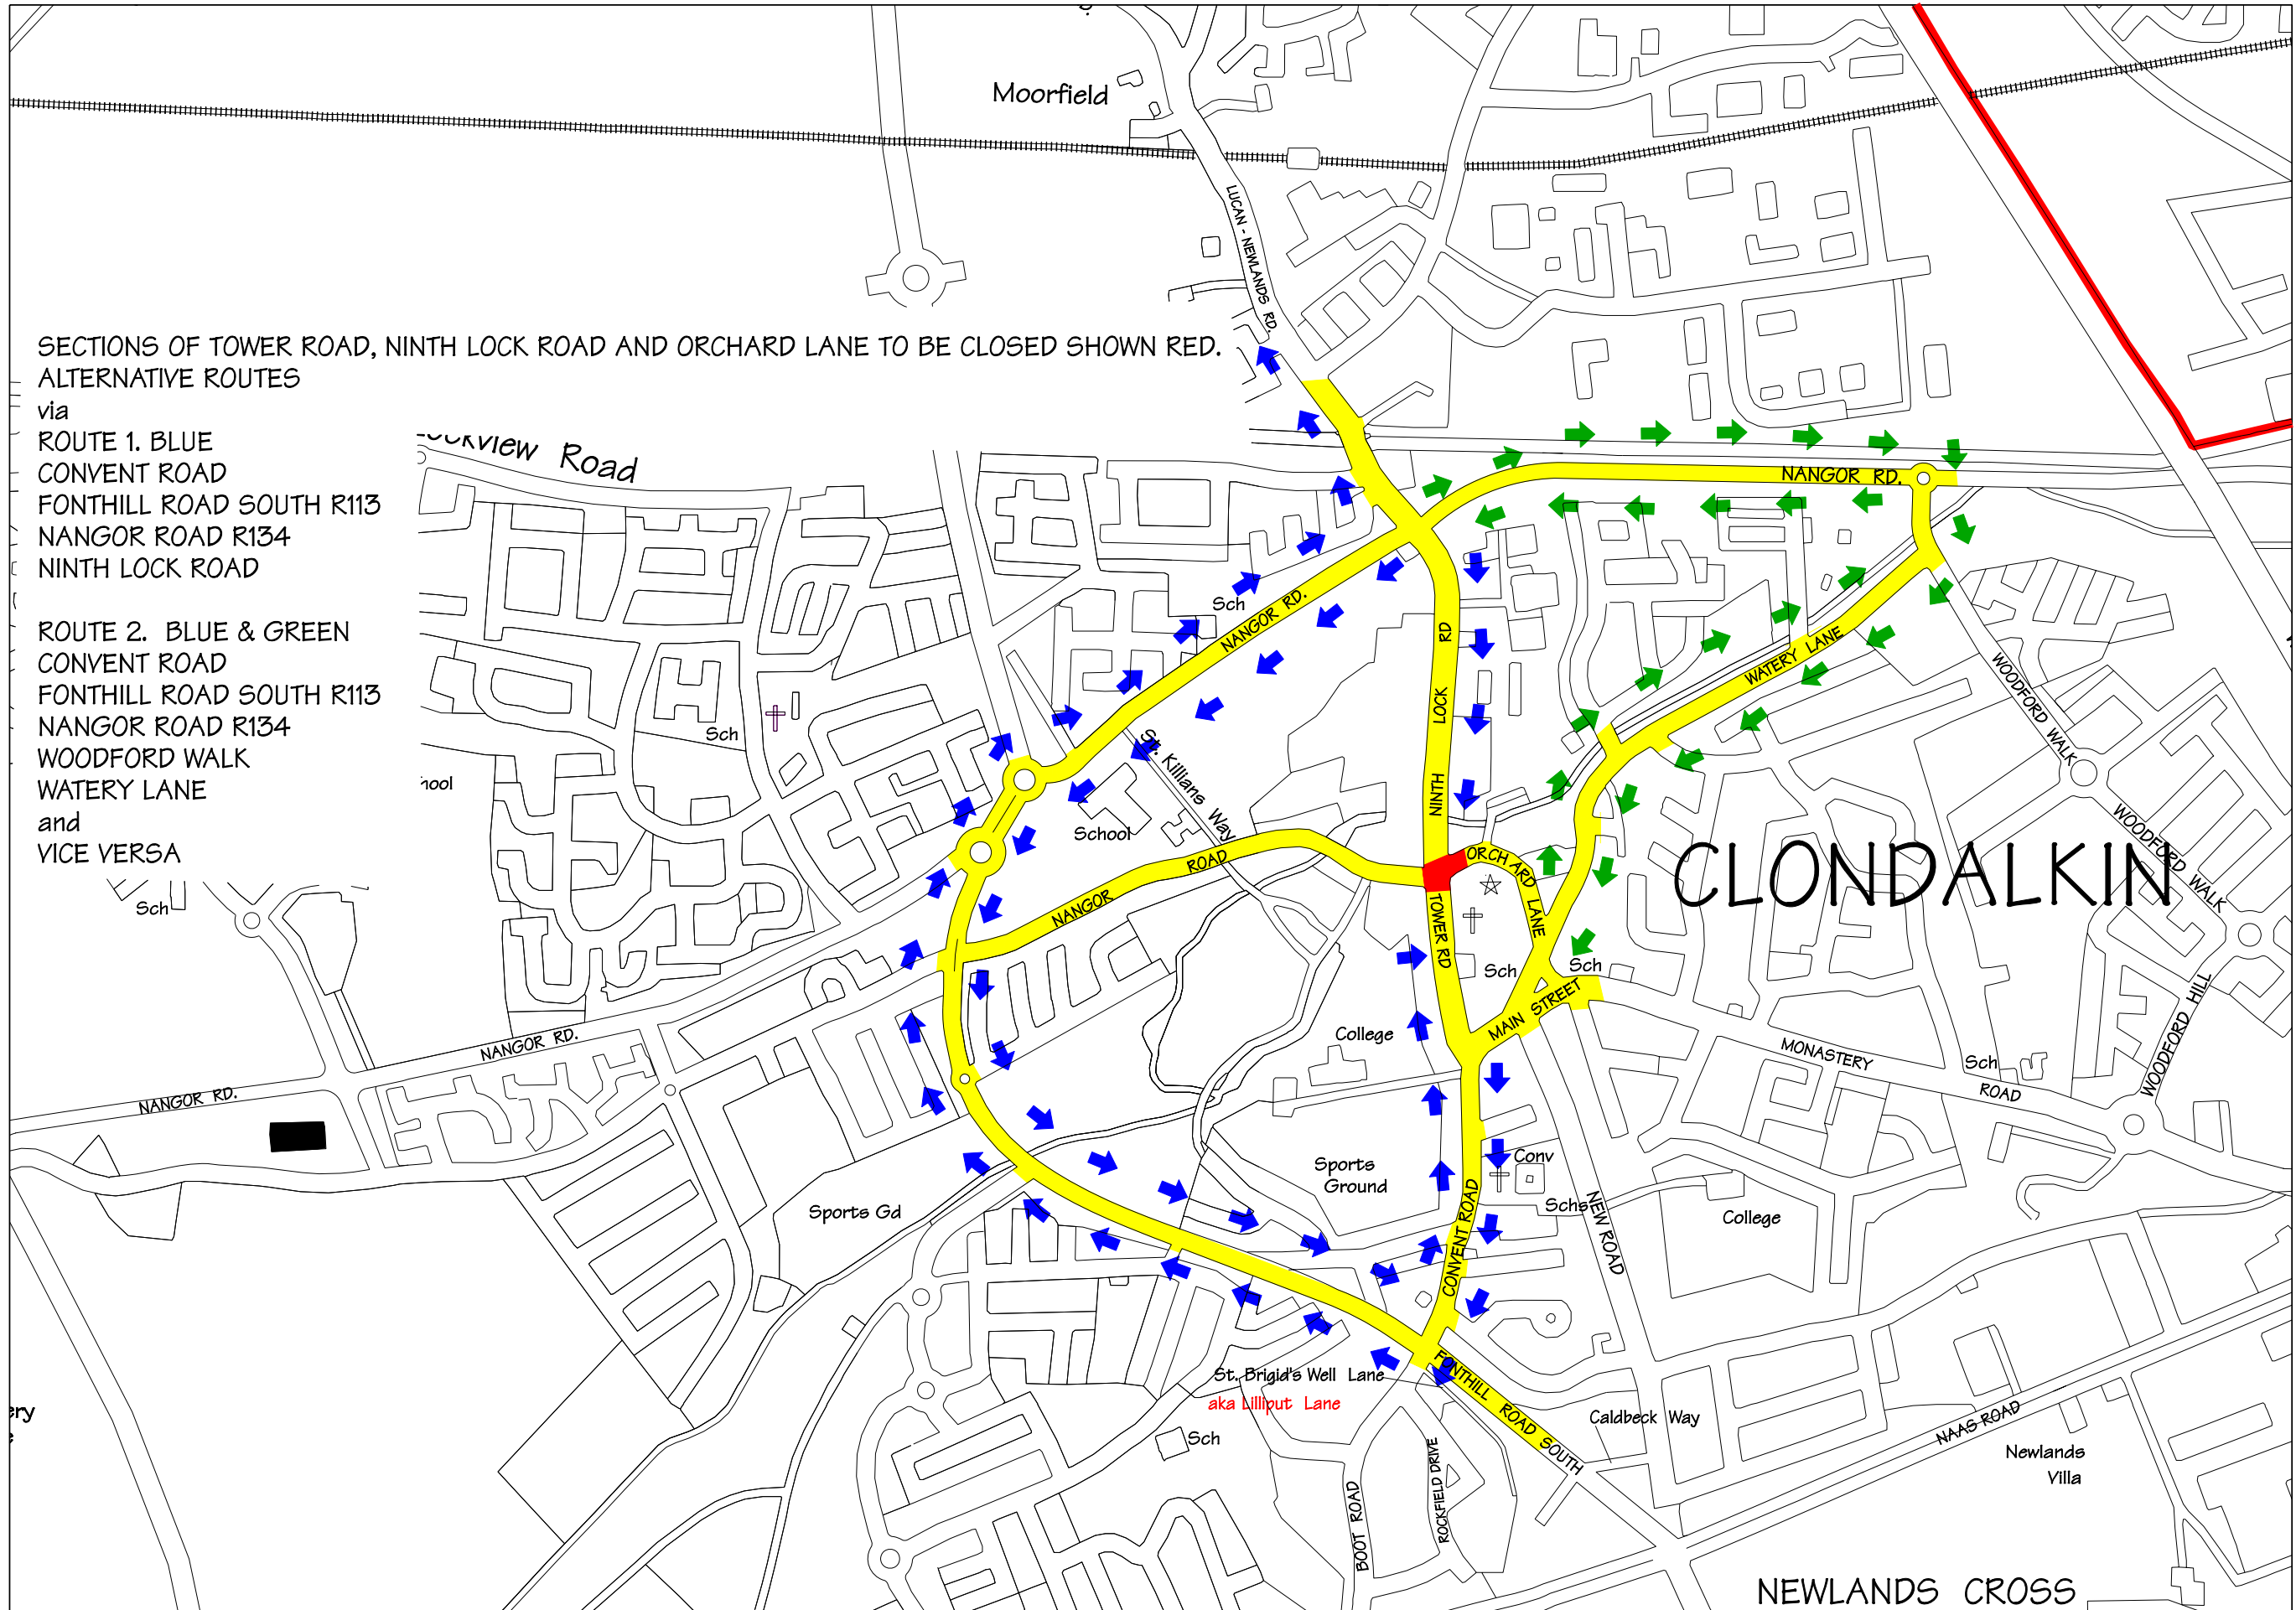 Moorfield
LUCAN - NEWLANDS RD.
SECTIONS OF TOWER ROAD, NINTH LOCK ROAD AND ORCHARD LANE TO BE CLOSED SHOWN RED.
ALTERNATIVE ROUTES
via
ROUTE 1. BLUE
CONVENT ROAD
FONTHILL ROAD SOUTH R113
NANGOR ROAD R134
NINTH LOCK ROAD
ROUTE 2. BLUE & GREEN
CONVENT ROAD
FONTHILL ROAD SOUTH R113
NANGOR ROAD R134
WOODFORD WALK
WATERY LANE
and
VICE VERSA
Road
NANGOR RD.
Sch
NANGOR RD.
NINTH LOCK RD
WATERY LANE
WOODFORD WALK
Sch
St. Killians Way
hool
School
WOODFORD WALK
CLONDALKIN
NANGOR ROAD
ORCH ARD LANE
TOWER RD
Sch
Sch
Sch
MAIN STREET
College
NANGOR RD.
NANGOR RD.
MONASTERY ROAD
Sch
WOODFORD HILL
Sports
Ground
Conv
Schs
NEW ROAD
College
CONVENT ROAD
Sports Gd
St. Brigid's Well Lane
aka Lilliput Lane
FONTHILL ROAD SOUTH
Caldbeck Way
NAAS ROAD
Newlands
Villa
ery
Sch
BOOT ROAD
ROCKFIELD DRIVE
NEWLANDS CROSS